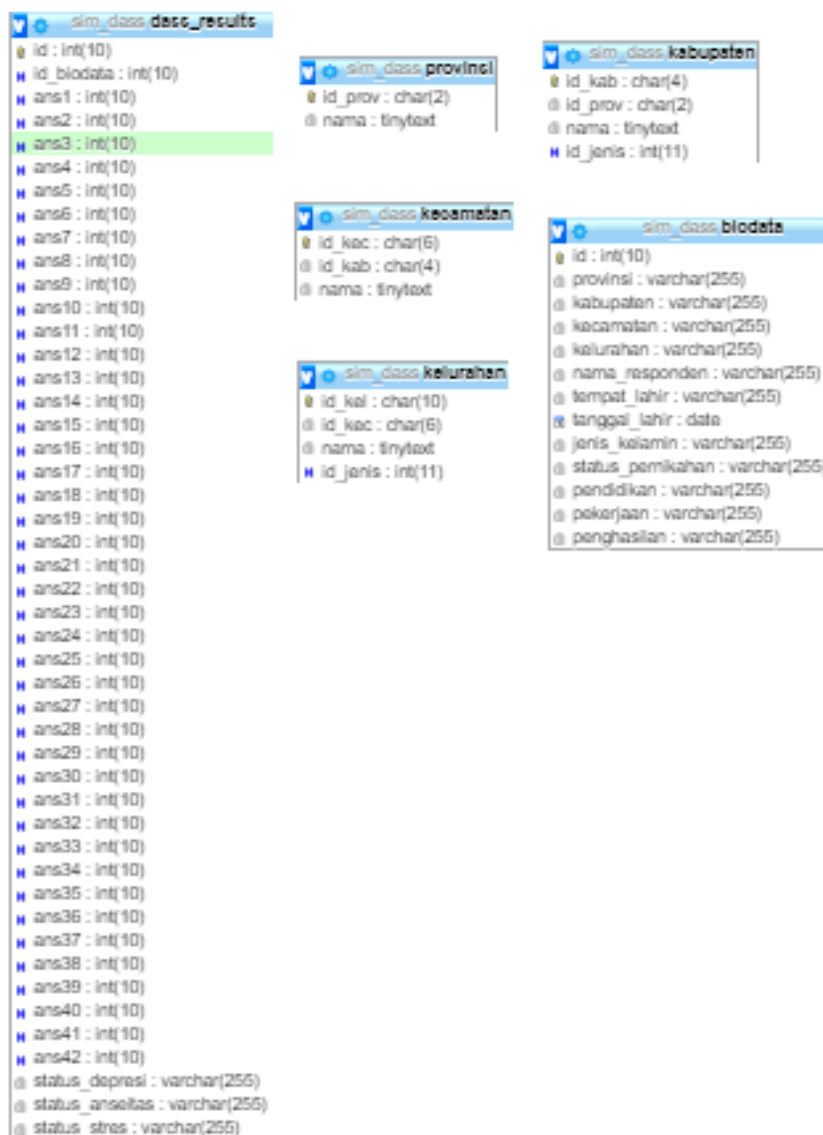 sim_dass dass_results
id : int(10)
id_biodata : int(10)
ans1 : int(10)
ans2 : int(10)
ans3 : int(10)
ans4 : int(10)
ans5 : int(10)
ans6 : int(10)
ans7 : int(10)
ans8 : int(10)
ans9 : int(10)
ans10 : int(10)
ans11 : int(10)
ans12 : int(10)
ans13 : int(10)
ans14 : int(10)
ans15 : int(10)
ans16 : int(10)
ans17 : int(10)
ans18 : int(10)
ans19 : int(10)
ans20 : int(10)
ans21 : int(10)
ans22 : int(10)
ans23 : int(10)
ans24 : int(10)
ans25 : int(10)
ans26 : int(10)
ans27 : int(10)
ans28 : int(10)
ans29 : int(10)
ans30 : int(10)
ans31 : int(10)
ans32 : int(10)
ans33 : int(10)
ans34 : int(10)
ans35 : int(10)
ans36 : int(10)
ans37 : int(10)
ans38 : int(10)
ans39 : int(10)
ans40 : int(10)
ans41 : int(10)
ans42 : int(10)
status_depresi : varchar(255)
status_anseitas : varchar(255)
status_stres : varchar(255)
sim_dass provinsi
id_prov : char(2)
nama : tinytext
sim_dass kabupaten
id_kab : char(4)
id_prov : char(2)
nama : tinytext
id_jenis : int(11)
sim_dass kecamatan
id_kec : char(6)
id_kab : char(4)
nama : tinytext
sim_dass kelurahan
id_kel : char(10)
id_kec : char(6)
nama : tinytext
id_jenis : int(11)
sim_dass biodata
id : int(10)
provinsi : varchar(255)
kabupaten : varchar(255)
kecamatan : varchar(255)
kelurahan : varchar(255)
nama_responden : varchar(255)
tempat_lahir : varchar(255)
tanggal_lahir : date
jenis_kelamin : varchar(255)
status_pernikahan : varchar(255)
pendidikan : varchar(255)
pekerjaan : varchar(255)
penghasilan : varchar(255)